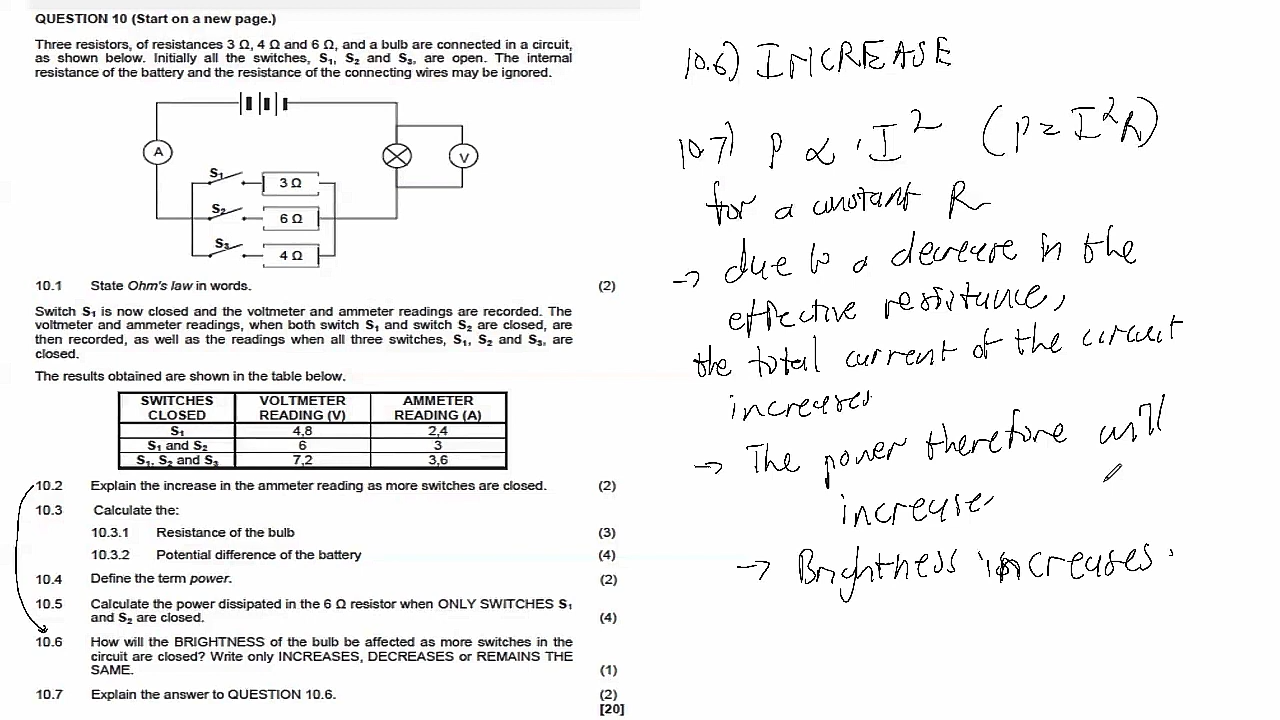 QUESTION 10 (Start on a new page.)
Three resistors, of resistances 3 Ω, 4 Ω and 6 Ω, and a bulb are connected in a circuit,
as shown below. Initially all the switches, S₁, S₂ and S₃, are open. The internal
resistance of the battery and the resistance of the connecting wires may be ignored.
A
V
S₁
3 Ω
S₂
6 Ω
S₃
4 Ω
10.1 State Ohm's law in words. (2)
Switch S₁ is now closed and the voltmeter and ammeter readings are recorded. The
voltmeter and ammeter readings, when both switch S₁ and switch S₂ are closed, are
then recorded, as well as the readings when all three switches, S₁, S₂ and S₃, are
closed.
The results obtained are shown in the table below.
SWITCHES VOLTMETER AMMETER
CLOSED READING (V) READING (A)
S₁ 4,8 2,4
S₁ and S₂ 6 3
S₁, S₂ and S₃ 7,2 3,6
10.2 Explain the increase in the ammeter reading as more switches are closed. (2)
10.3 Calculate the:
10.3.1 Resistance of the bulb (3)
10.3.2 Potential difference of the battery (4)
10.4 Define the term power. (2)
10.5 Calculate the power dissipated in the 6 Ω resistor when ONLY SWITCHES S₁
and S₂ are closed. (4)
10.6 How will the BRIGHTNESS of the bulb be affected as more switches in the
circuit are closed? Write only INCREASES, DECREASES or REMAINS THE
SAME. (1)
10.7 Explain the answer to QUESTION 10.6. (2)
[20]
10.6) INCREASE
10.7) P ∝ I² (P = I²R)
for a constant R
→ due to a decrease in the
effective resistance,
the total current of the circuit
increases
→ The power therefore will
increase
→ Brightness increases.